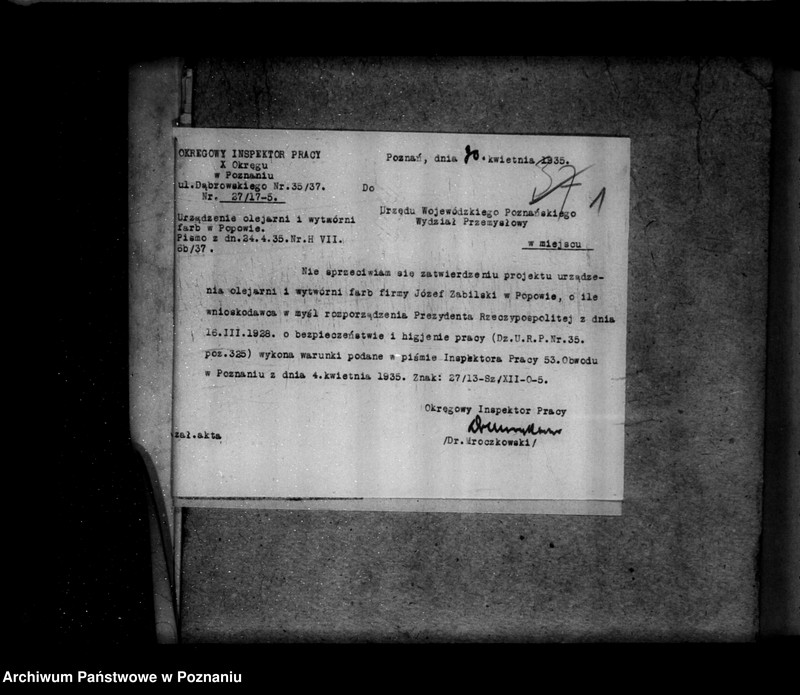 OKRĘGOWY INSPEKTOR PRACY
X Okręgu
w Poznaniu
ul.Dąbrowskiego Nr.35/37.
Nr. 27/17-5.
Urządzenie olejarni i wytwórni
farb w Popowie.
Pismo z dn.24.4.35.Nr.H VII.
6b/37.
Poznań, dnia 30. kwietnia 1935.
37 1
Do
Urzędu Wojewódzkiego Poznańskiego
Wydział Przemysłowy
w miejscu
Nie sprzeciwiam się zatwierdzeniu projektu urządze-
nia olejarni i wytwórni farb firmy Józef Zabilski w Popowie, o ile
wnioskodawca w myśl rozporządzenia Prezydenta Rzeczypospolitej z dnia
16.III.1928. o bezpieczeństwie i higjenie pracy (Dz.U.R.P.Nr.35.
poz.325) wykona warunki podane w piśmie Inspektora Pracy 53.Obwodu
w Poznaniu z dnia 4.kwietnia 1935. Znak: 27/13-Sz/XII-O-5.
Okręgowy Inspektor Pracy
/Dr.Mroczkowski/
zał.akta
Archiwum Państwowe w Poznaniu